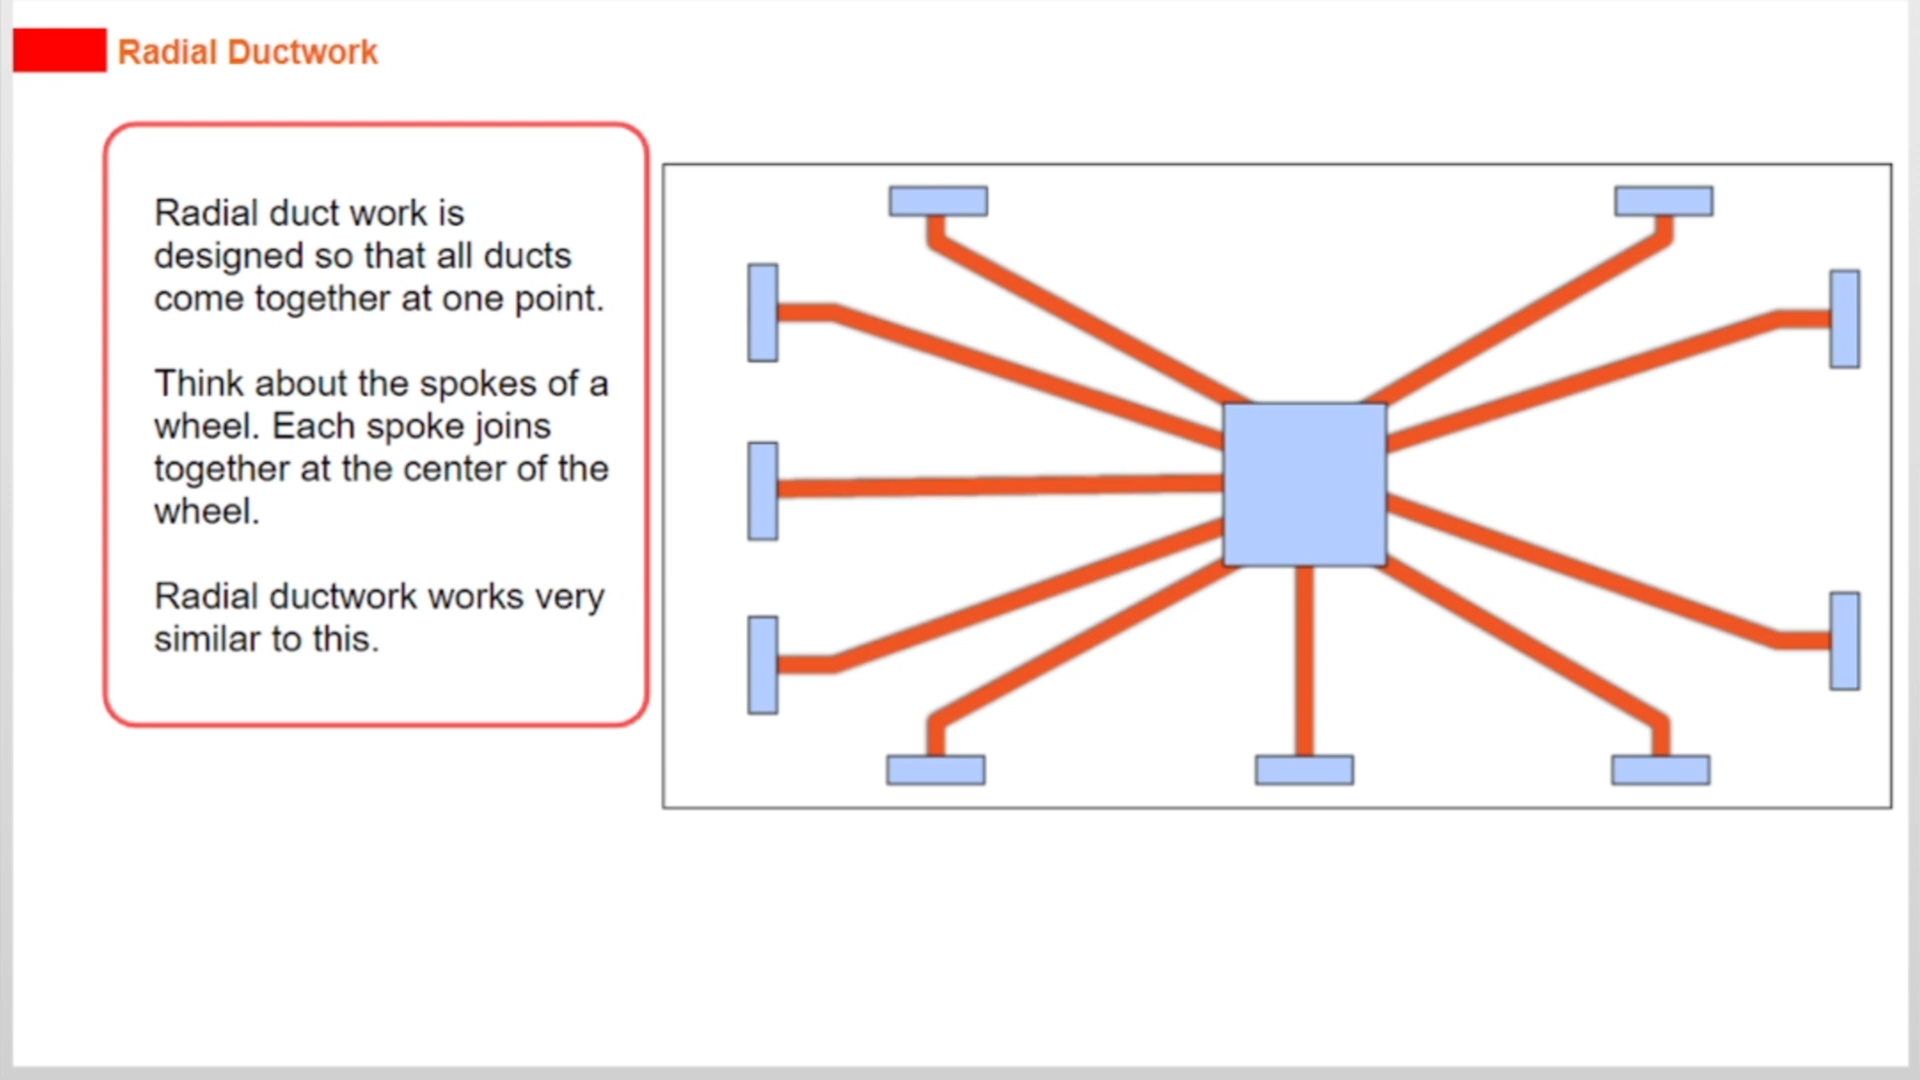 Radial Ductwork
Radial duct work is
designed so that all ducts
come together at one point.
Think about the spokes of a
wheel. Each spoke joins
together at the center of the
wheel.
Radial ductwork works very
similar to this.